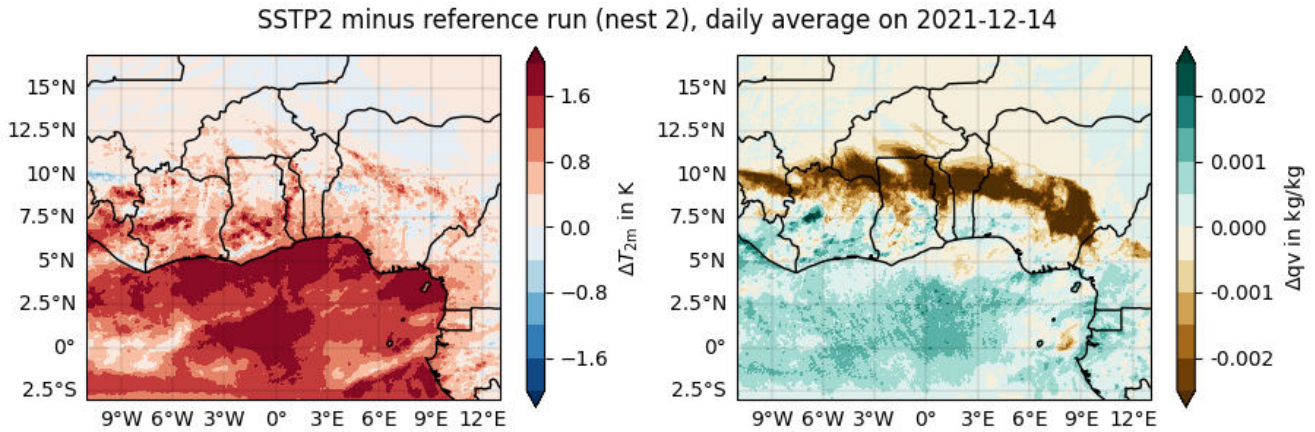 SSTP2 minus reference run (nest 2), daily average on 2021-12-14
15°N
12.5°N
10°N
7.5°N
5°N
2.5°N
0°
2.5°S
9°W 6°W 3°W 0° 3°E 6°E 9°E 12°E
1.6
0.8
0.0
−0.8
−1.6
ΔT2m in K
15°N
12.5°N
10°N
7.5°N
5°N
2.5°N
0°
2.5°S
9°W 6°W 3°W 0° 3°E 6°E 9°E 12°E
0.002
0.001
0.000
-0.001
-0.002
Δqv in kg/kg